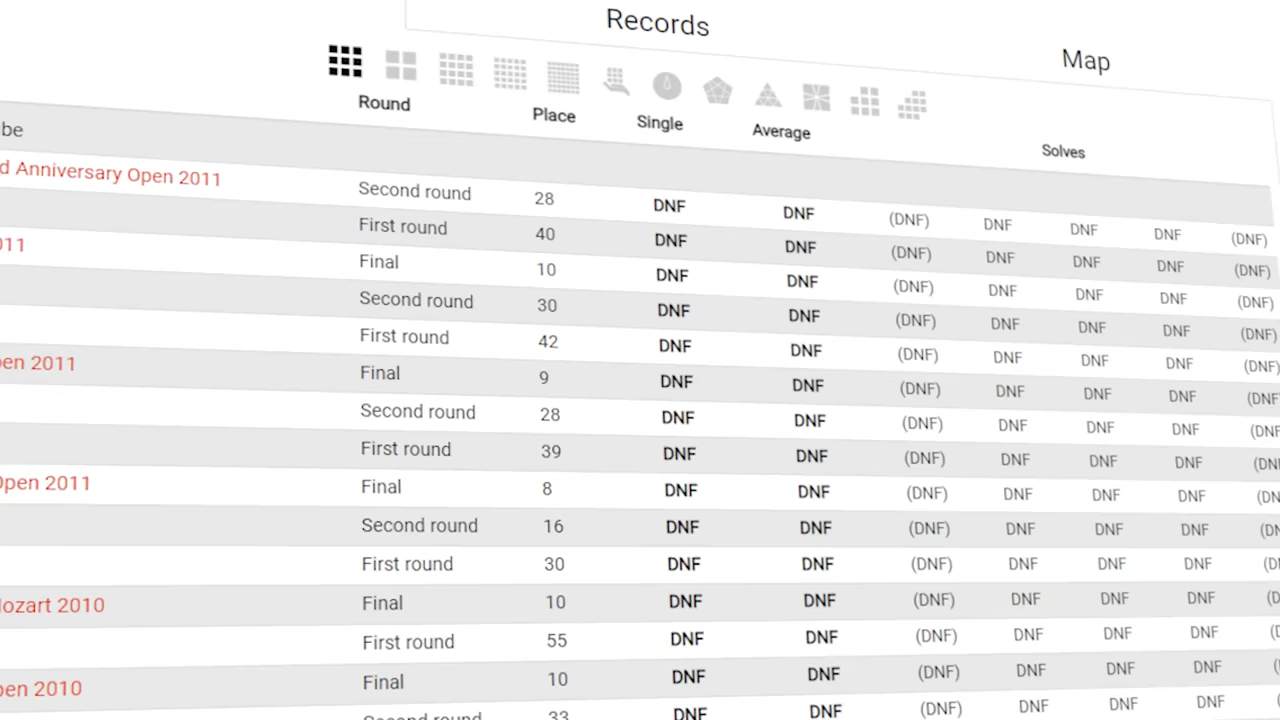 Records
Map
Round Place Single Average Solves
be
d Anniversary Open 2011 Second round 28 DNF DNF (DNF) DNF DNF DNF (DNF)
First round 40 DNF DNF (DNF) DNF DNF DNF (DNF)
011 Final 10 DNF DNF (DNF) DNF DNF DNF (DNF)
Second round 30 DNF DNF (DNF) DNF DNF DNF (DNF)
First round 42 DNF DNF (DNF) DNF DNF DNF (DNF)
pen 2011 Final 9 DNF DNF (DNF) DNF DNF DNF (DNF
Second round 28 DNF DNF (DNF) DNF DNF DNF (DNF
First round 39 DNF DNF (DNF) DNF DNF DNF (DN
Open 2011 Final 8 DNF DNF (DNF) DNF DNF DNF (DN
Second round 16 DNF DNF (DNF) DNF DNF DNF (DN
First round 30 DNF DNF (DNF) DNF DNF DNF (D
Mozart 2010 Final 10 DNF DNF (DNF) DNF DNF DNF (D
First round 55 DNF DNF (DNF) DNF DNF DNF (
pen 2010 Final 10 DNF DNF (DNF) DNF DNF DNF (
Second round 33 DNF DNF (DNF) DNF DNF DNF